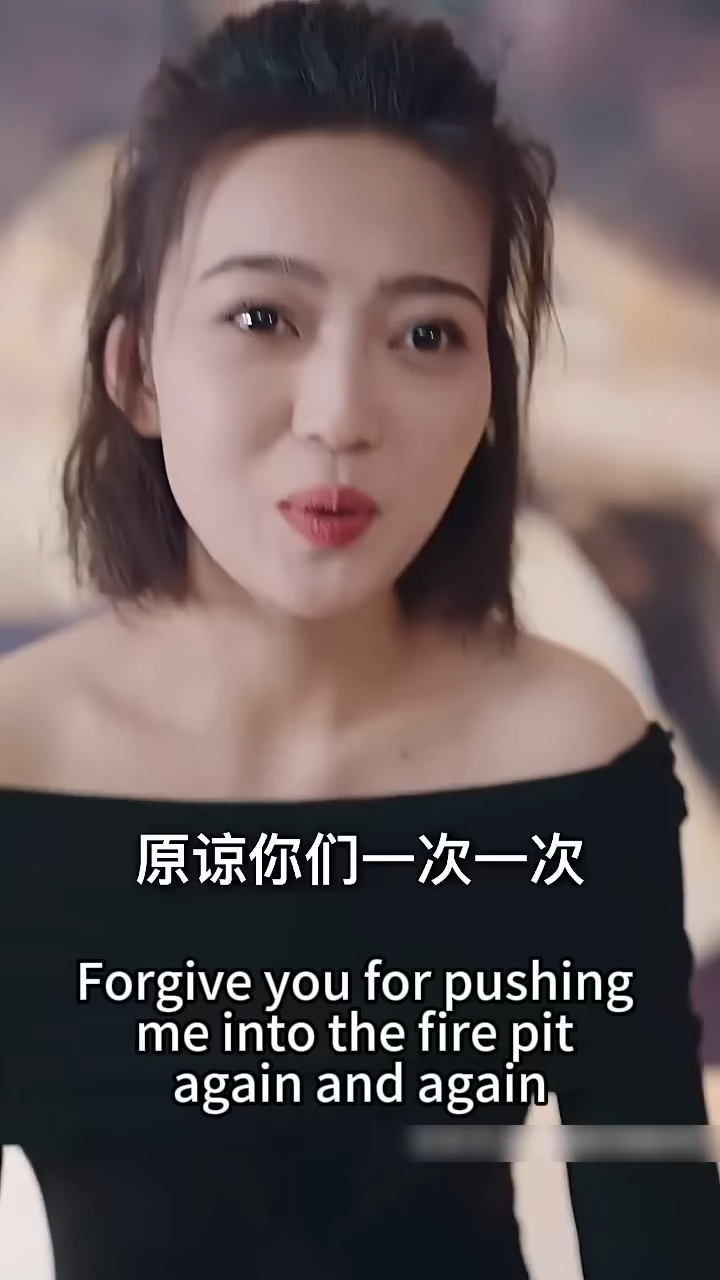 原谅你们一次一次
Forgive you for pushing
me into the fire pit
again and again